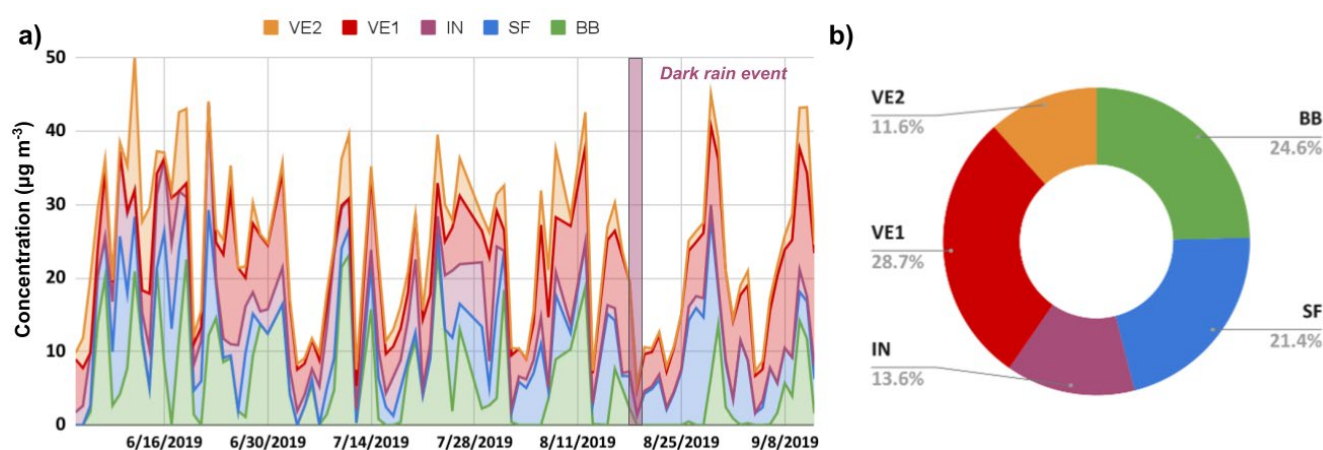 a)
VE2 VE1 IN SF BB
Concentration (µg m-3)
50
40
30
20
10
0
Dark rain event
6/16/2019 6/30/2019 7/14/2019 7/28/2019 8/11/2019 8/25/2019 9/8/2019
b)
VE2
11.6%
BB
24.6%
VE1
28.7%
SF
21.4%
IN
13.6%